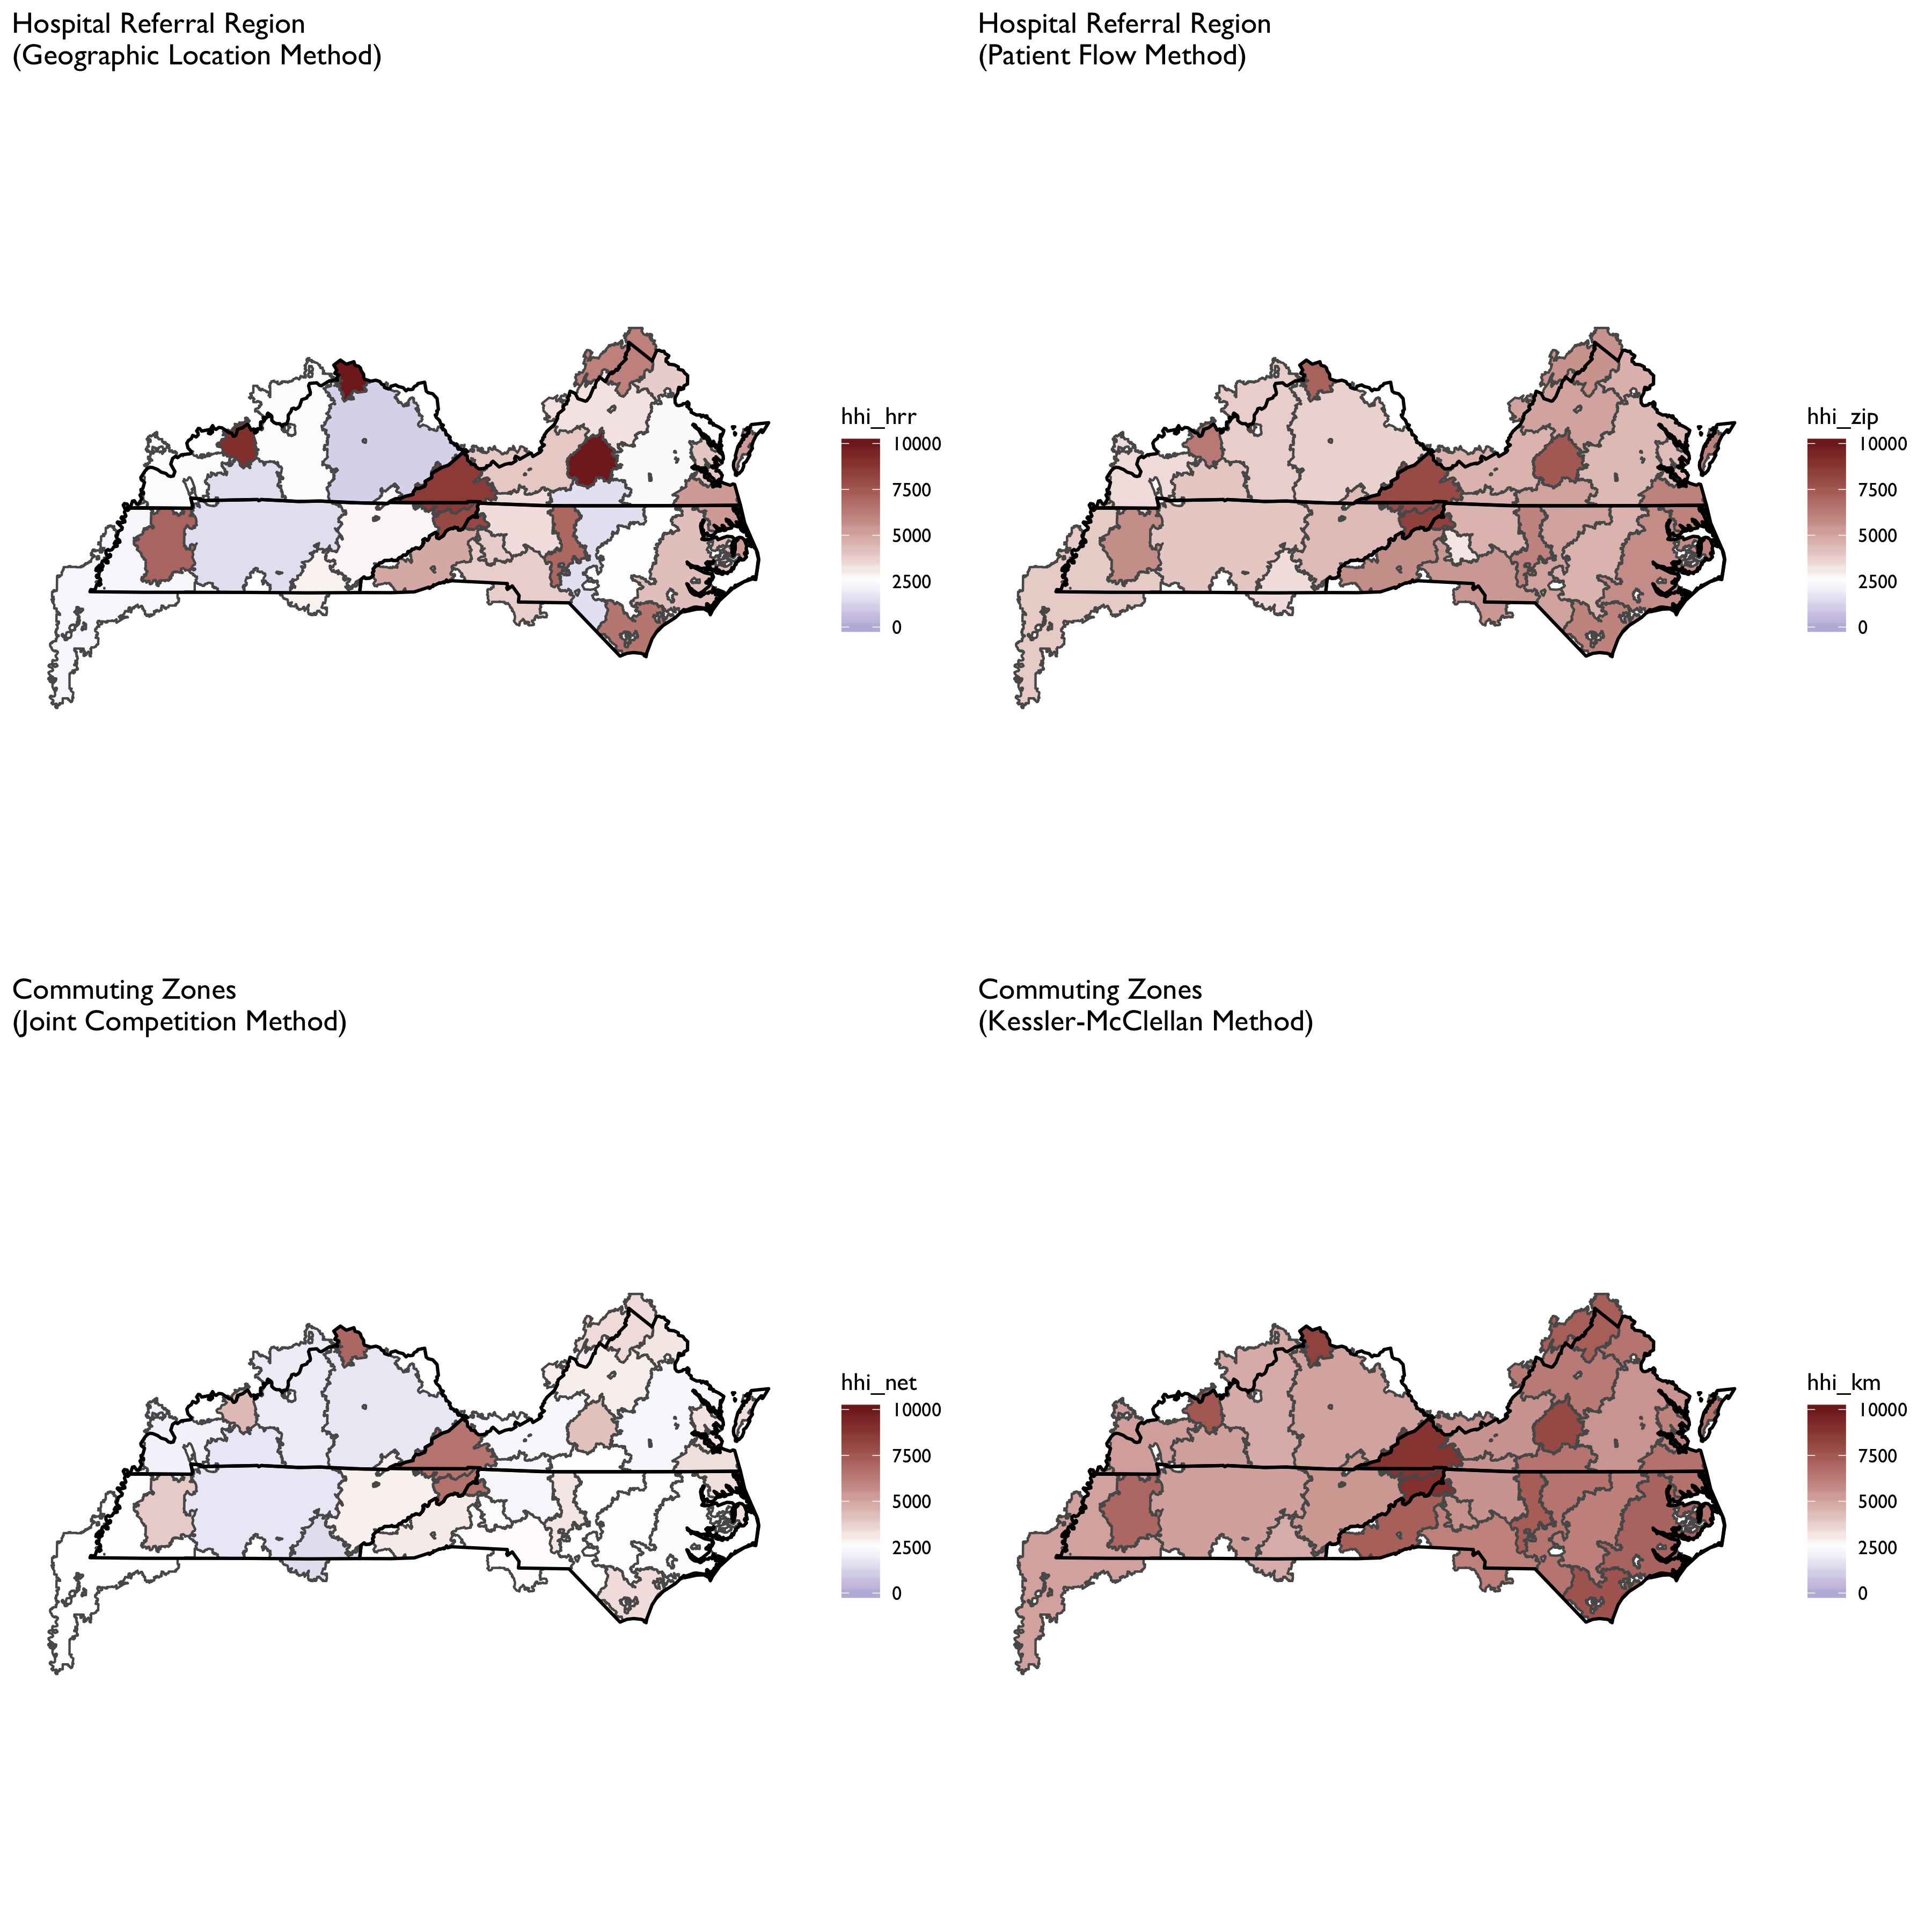 Hospital Referral Region
(Geographic Location Method)
hhi_hrr
10000
7500
5000
2500
0
Hospital Referral Region
(Patient Flow Method)
hhi_zip
10000
7500
5000
2500
0
Commuting Zones
(Joint Competition Method)
hhi_net
10000
7500
5000
2500
0
Commuting Zones
(Kessler-McClellan Method)
hhi_km
10000
7500
5000
2500
0